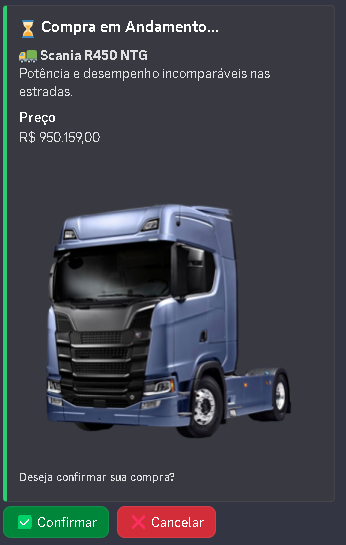 Compra em Andamento...
Scania R450 NTG
Potência e desempenho incomparáveis nas
estradas.
Preço
R$ 950.159,00
Deseja confirmar sua compra?
Confirmar
Cancelar